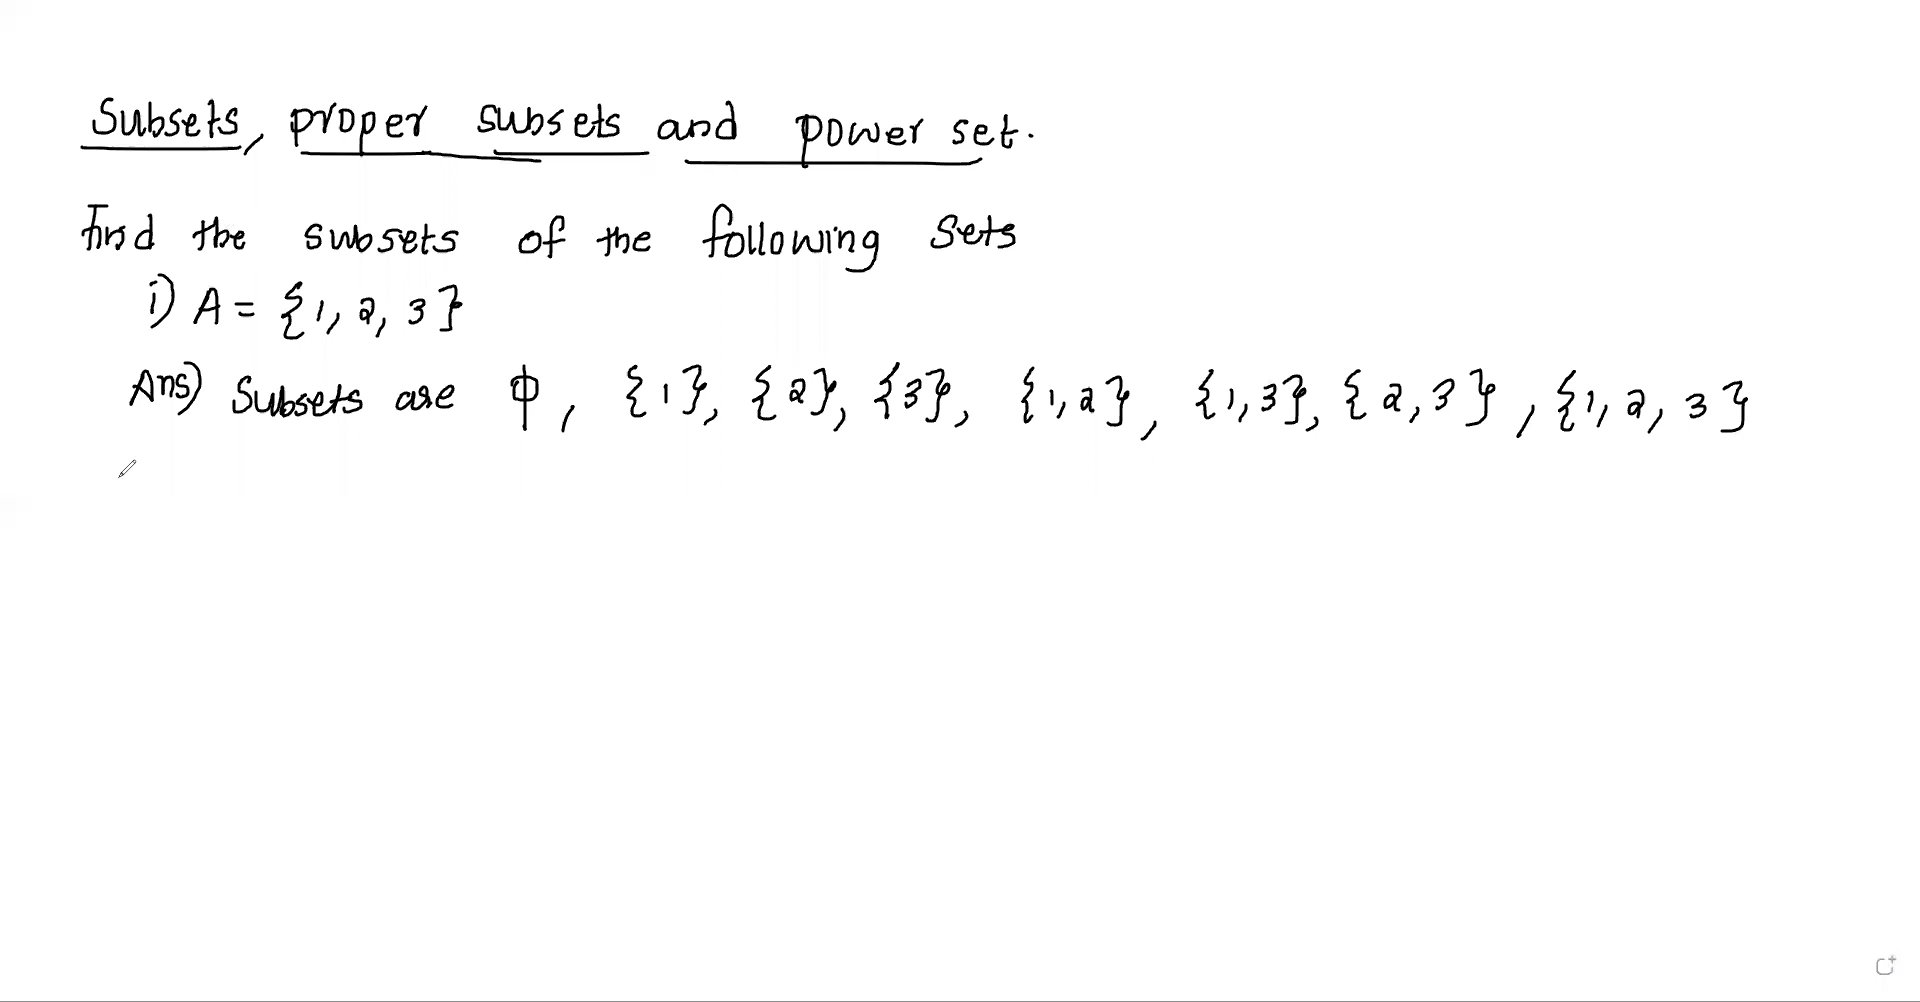 Subsets, proper subsets and power set.
Find the subsets of the following sets
i) A = {1, 2, 3}
Ans) Subsets are φ, {1}, {2}, {3}, {1,2}, {1,3}, {2,3}, {1, 2, 3}